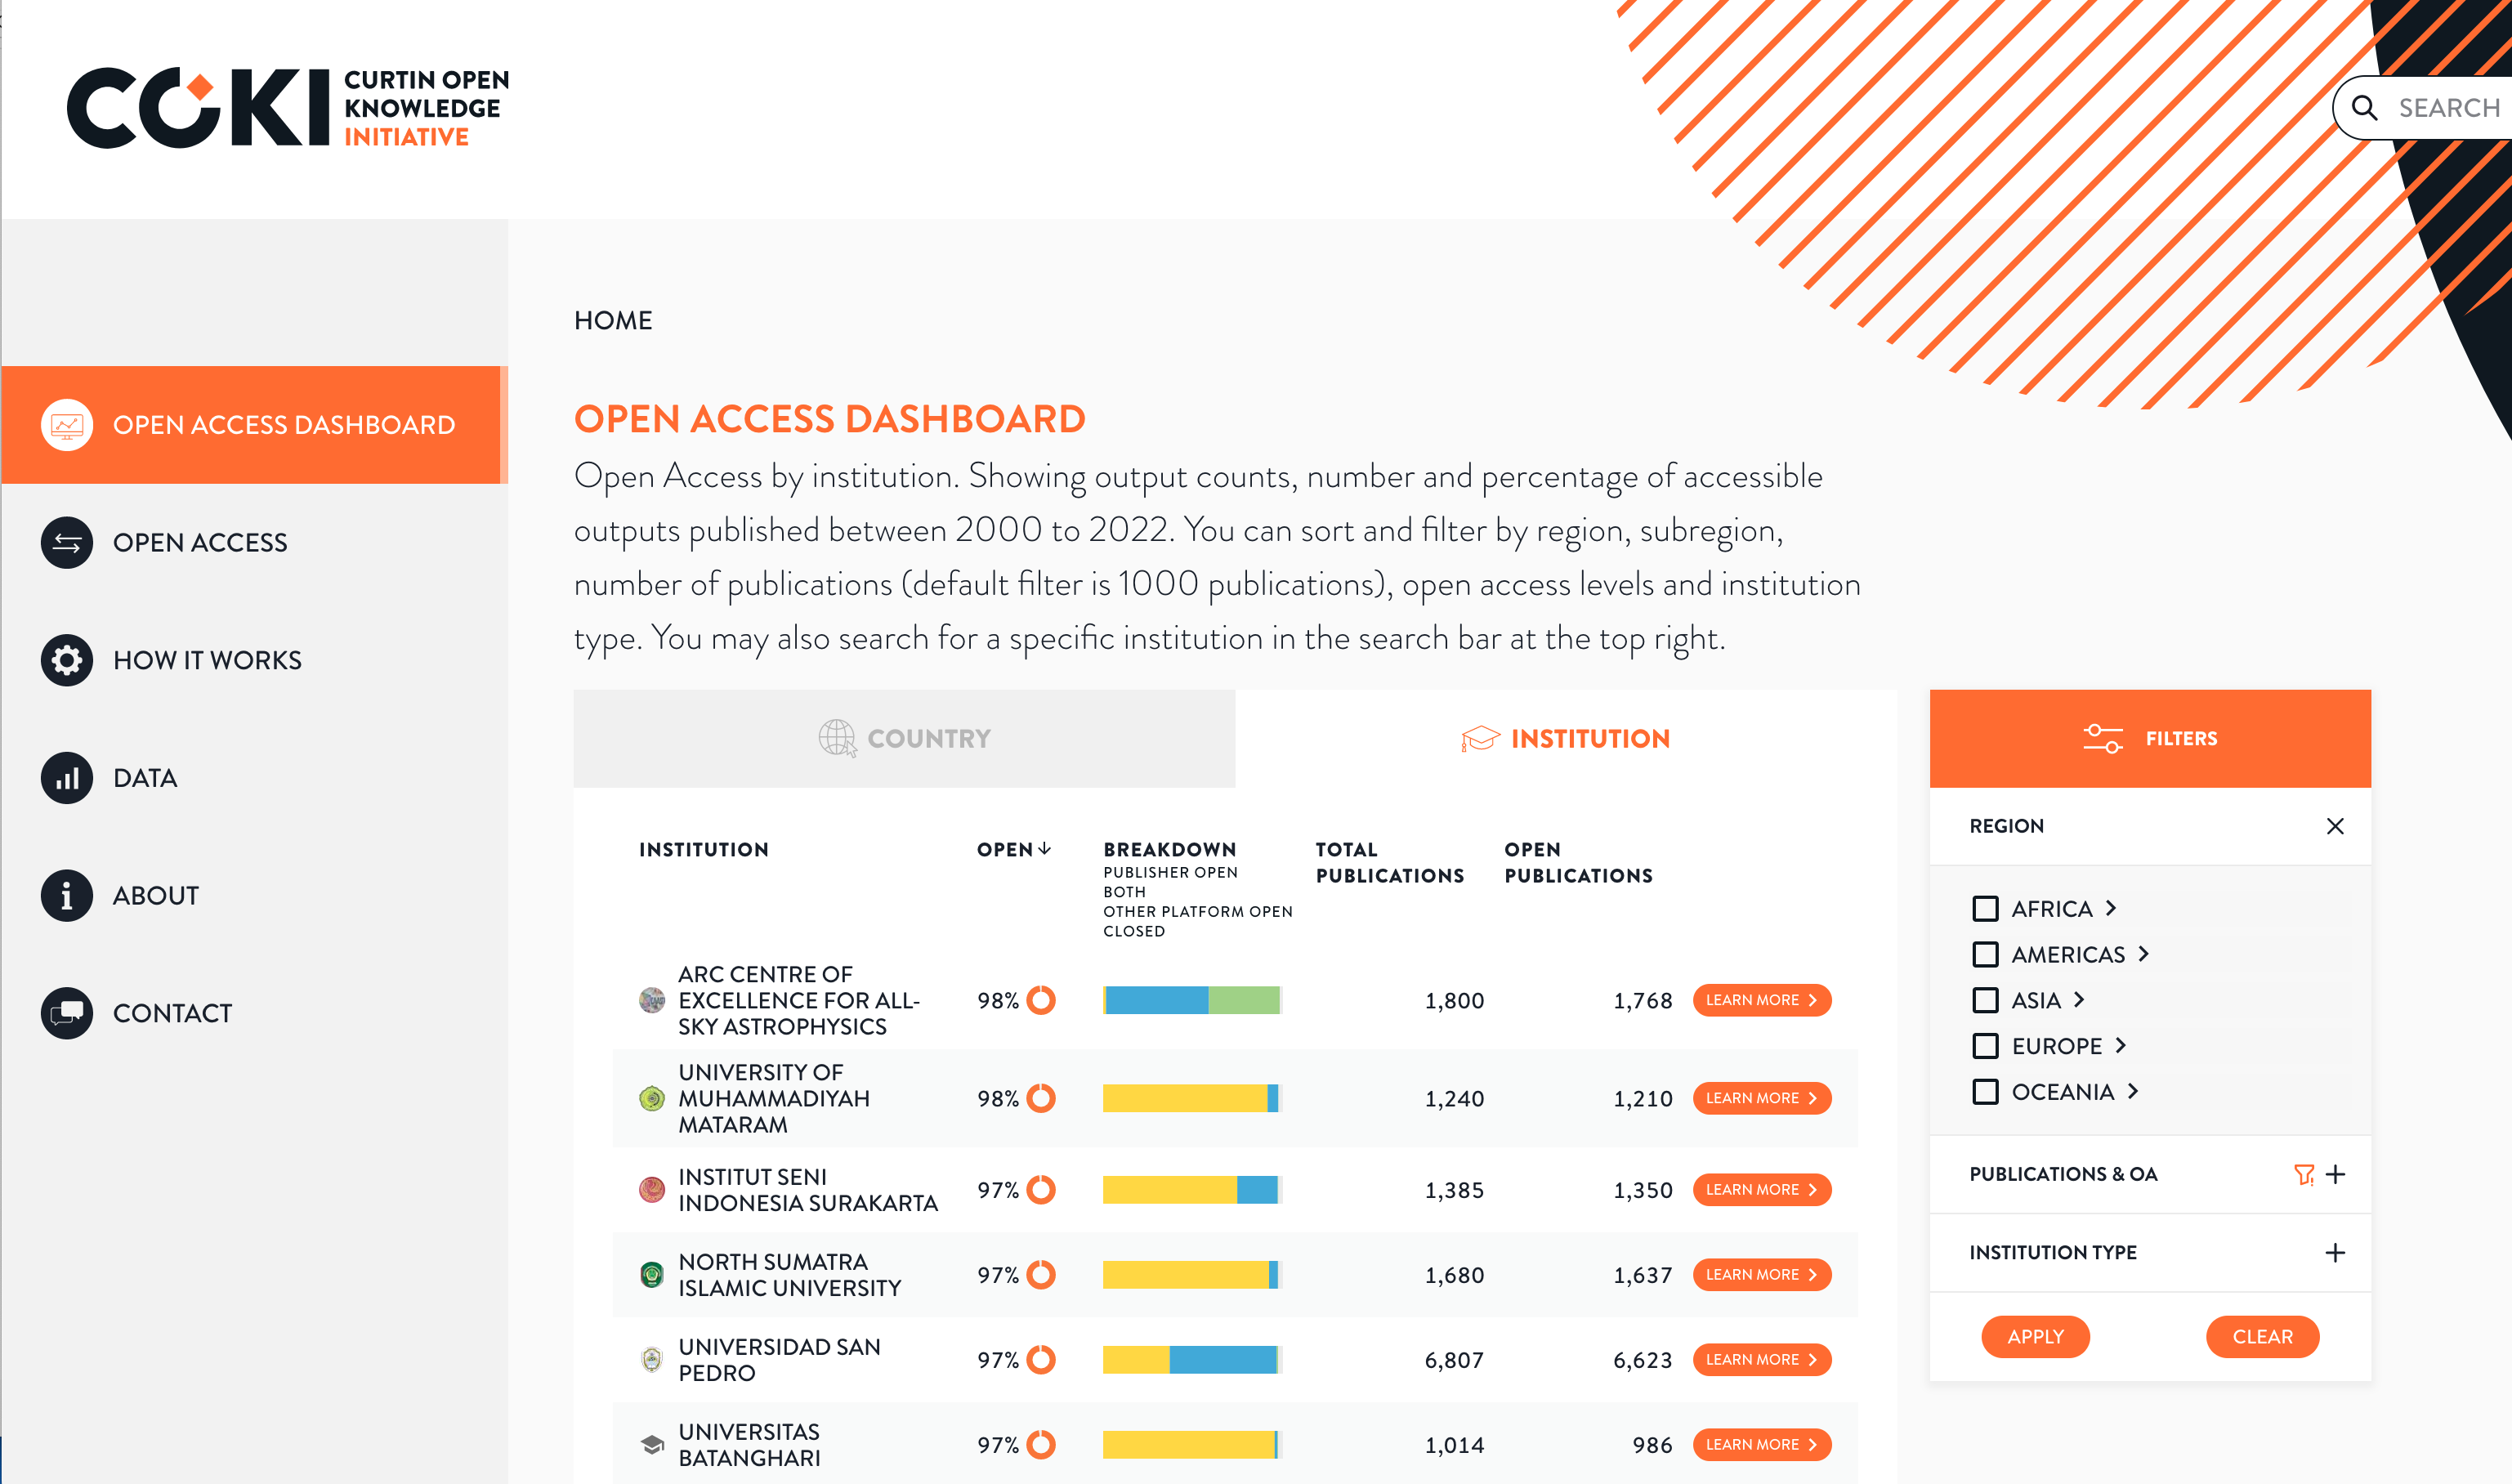 COKI
CURTIN OPEN
KNOWLEDGE
INITIATIVE
SEARCH
HOME
OPEN ACCESS DASHBOARD
OPEN ACCESS
HOW IT WORKS
DATA
ABOUT
CONTACT
OPEN ACCESS DASHBOARD
Open Access by institution. Showing output counts, number and percentage of accessible
outputs published between 2000 to 2022. You can sort and filter by region, subregion,
number of publications (default filter is 1000 publications), open access levels and institution
type. You may also search for a specific institution in the search bar at the top right.
COUNTRY
INSTITUTION
INSTITUTION
OPEN
BREAKDOWN
PUBLISHER OPEN
BOTH
OTHER PLATFORM OPEN
CLOSED
TOTAL
PUBLICATIONS
OPEN
PUBLICATIONS
ARC CENTRE OF
EXCELLENCE FOR ALL-
SKY ASTROPHYSICS
98%
1,800
1,768
LEARN MORE
UNIVERSITY OF
MUHAMMADIYAH
MATARAM
98%
1,240
1,210
LEARN MORE
INSTITUT SENI
INDONESIA SURAKARTA
97%
1,385
1,350
LEARN MORE
NORTH SUMATRA
ISLAMIC UNIVERSITY
97%
1,680
1,637
LEARN MORE
UNIVERSIDAD SAN
PEDRO
97%
6,807
6,623
LEARN MORE
UNIVERSITAS
BATANGHARI
97%
1,014
986
LEARN MORE
FILTERS
REGION
AFRICA
AMERICAS
ASIA
EUROPE
OCEANIA
PUBLICATIONS & OA
INSTITUTION TYPE
APPLY
CLEAR